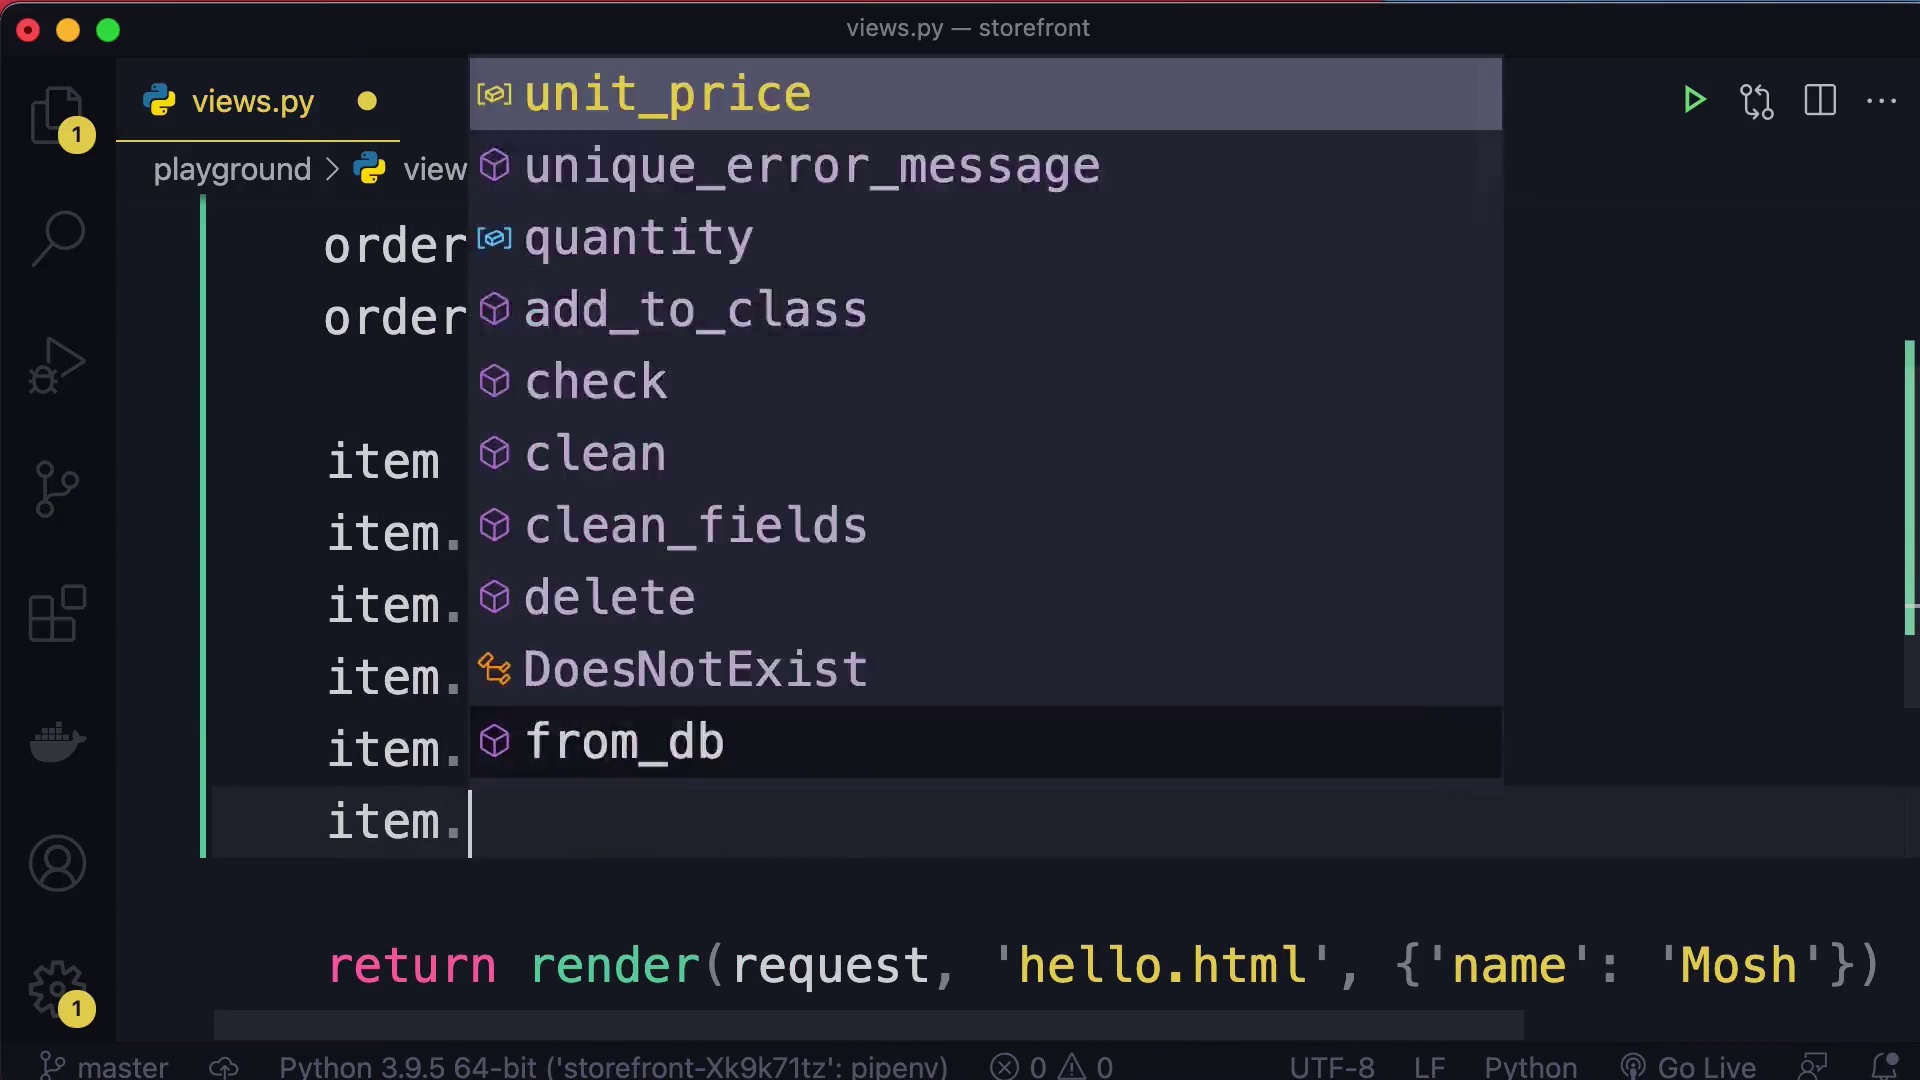 views.py — storefront
views.py
1
playground > view
order
order
item
item.
item.
item.
item.
item.
unit_price
unique_error_message
quantity
add_to_class
check
clean
clean_fields
delete
DoesNotExist
from_db
return render(request, 'hello.html', {'name': 'Mosh'})
1
master
Python 3.9.5 64-bit ('storefront-Xk9k71tz': pipenv)
0
0
UTF-8
LF
Python
Go Live